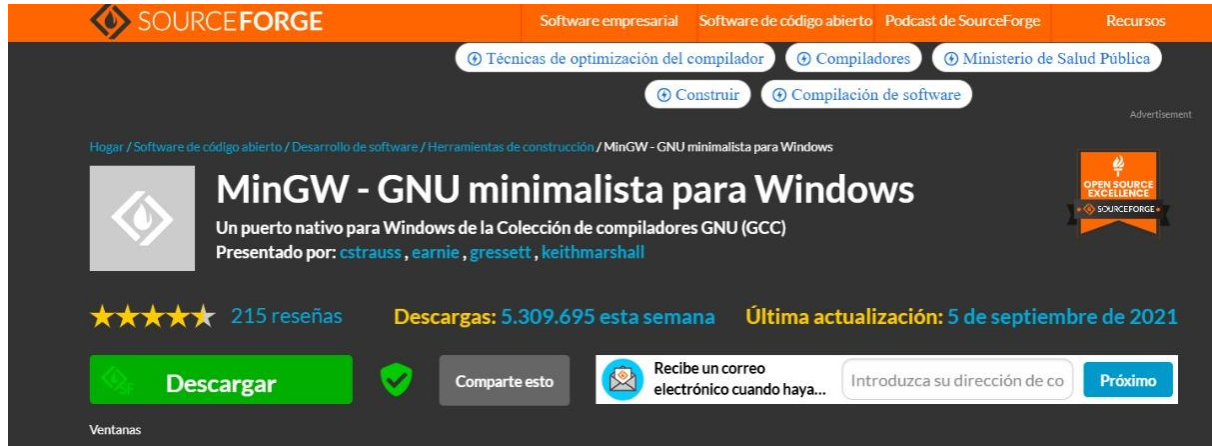 SOURCEFORGE
Software empresarial Software de código abierto Podcast de SourceForge Recursos
Técnicas de optimización del compilador Compiladores Ministerio de Salud Pública
Construir Compilación de software
Advertisement
Hogar / Software de código abierto / Desarrollo de software / Herramientas de construcción / MinGW - GNU minimalista para Windows
MinGW - GNU minimalista para Windows
Un puerto nativo para Windows de la Colección de compiladores GNU (GCC)
Presentado por: cstrauss , earnie , gressett , keithmarshall
OPEN SOURCE
EXCELLENCE
SOURCEFORGE
215 reseñas Descargas: 5.309.695 esta semana Última actualización: 5 de septiembre de 2021
Descargar Comparte esto
Recibe un correo
electrónico cuando haya...
Introduzca su dirección de co Próximo
Ventanas